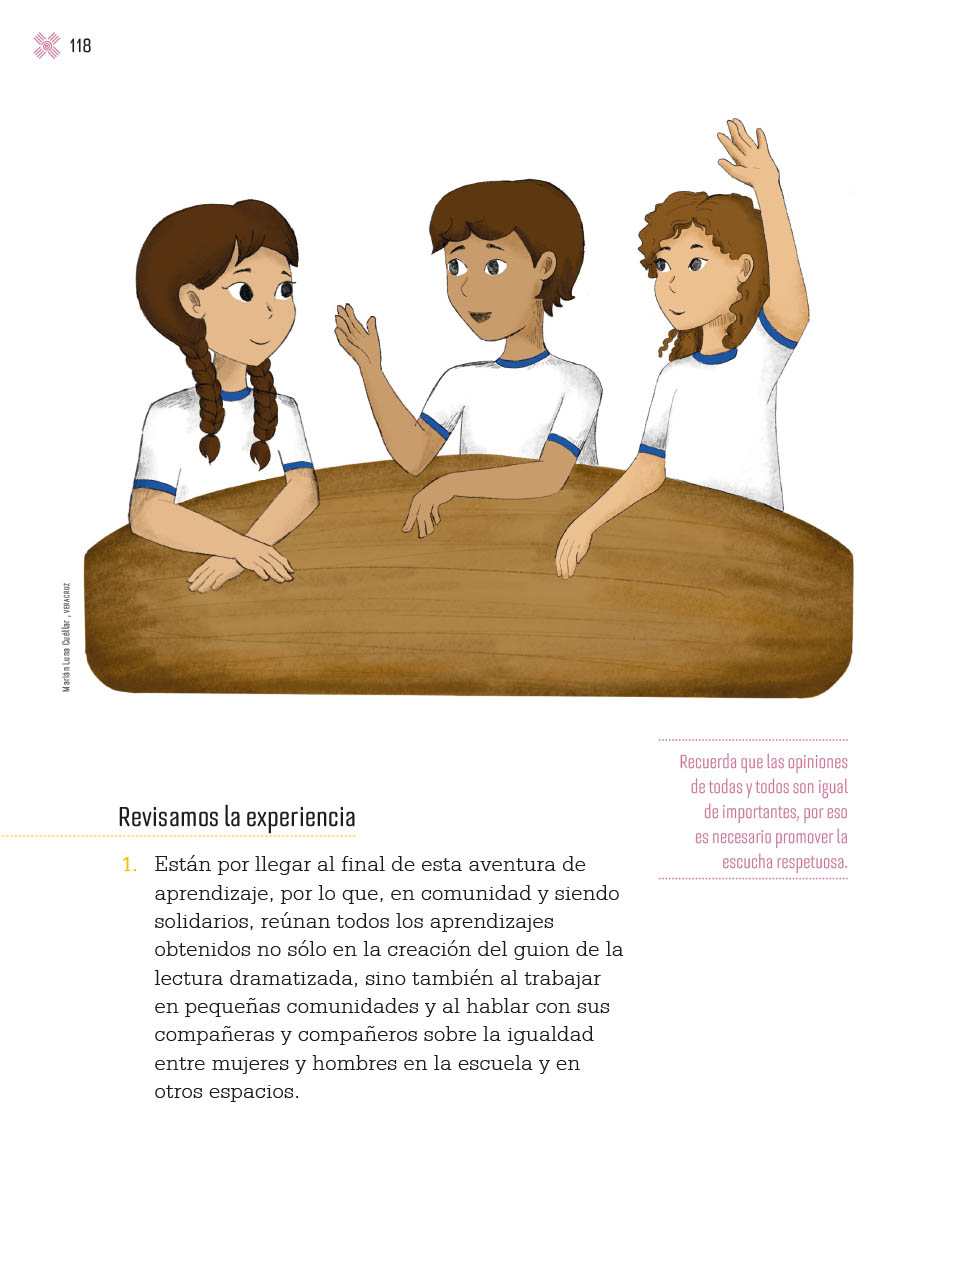 118
Marián Luna Cuéllar, VERACRUZ
Recuerda que las opiniones
de todas y todos son igual
de importantes, por eso
es necesario promover la
escucha respetuosa.
Revisamos la experiencia
1. Están por llegar al final de esta aventura de
aprendizaje, por lo que, en comunidad y siendo
solidarios, reúnan todos los aprendizajes
obtenidos no sólo en la creación del guion de la
lectura dramatizada, sino también al trabajar
en pequeñas comunidades y al hablar con sus
compañeras y compañeros sobre la igualdad
entre mujeres y hombres en la escuela y en
otros espacios.